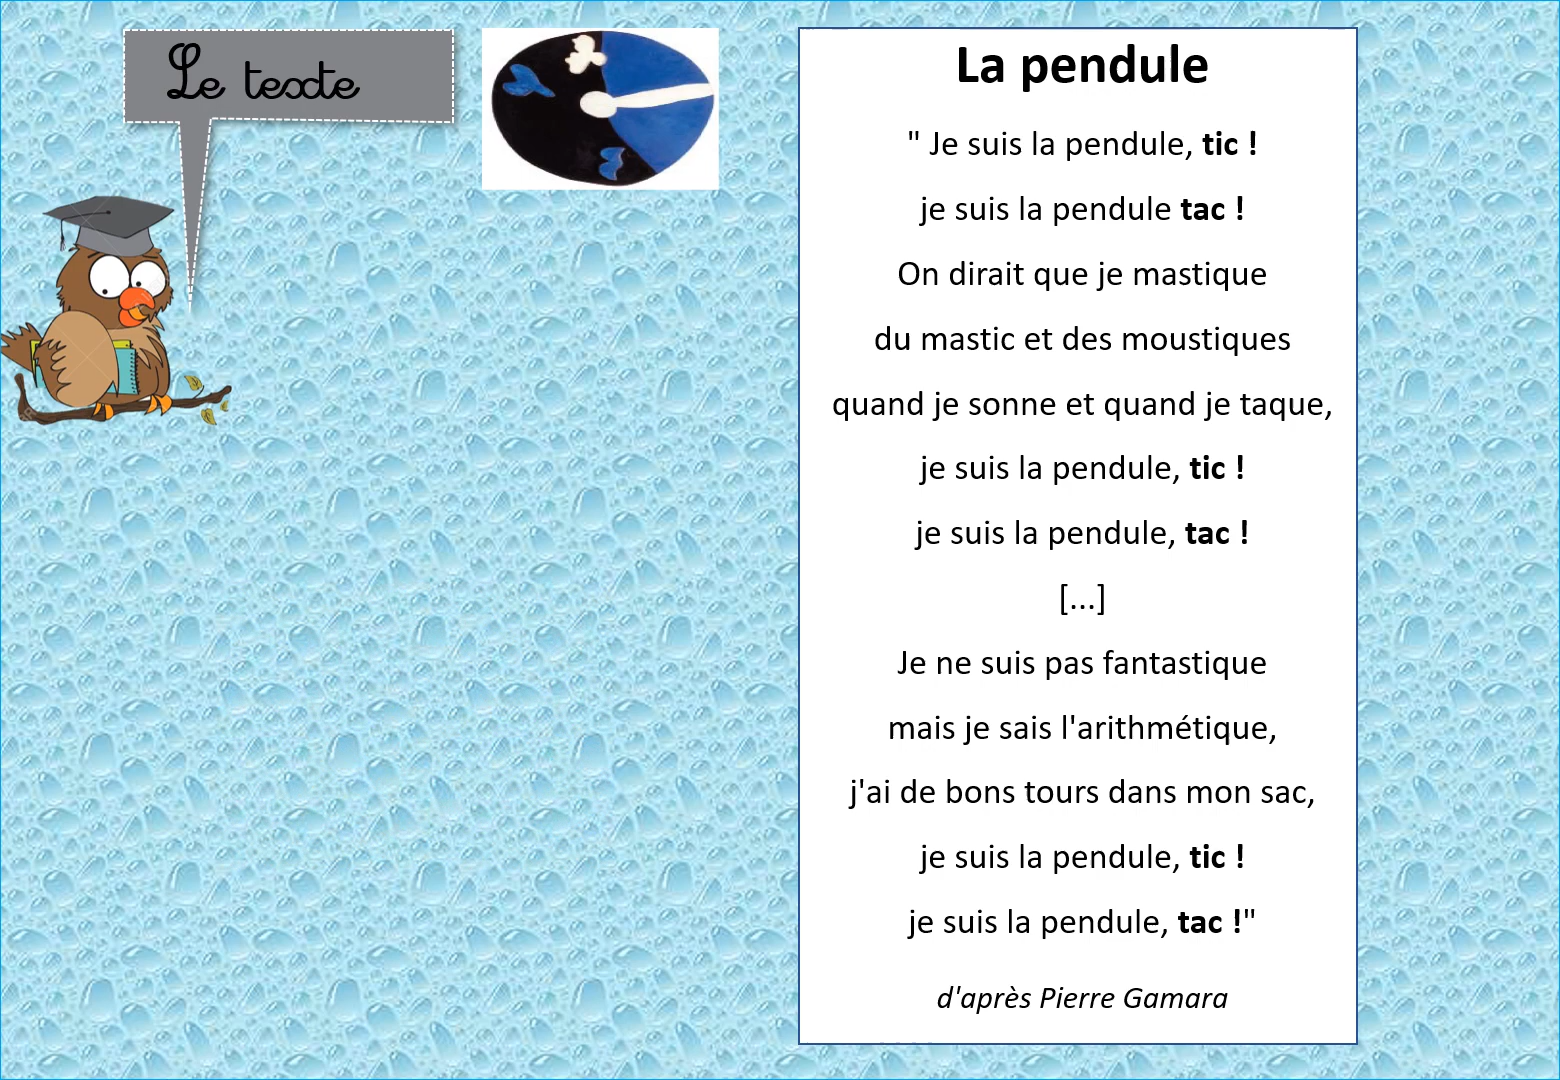 Le texte
La pendule
" Je suis la pendule, tic !
je suis la pendule tac !
On dirait que je mastique
du mastic et des moustiques
quand je sonne et quand je taque,
je suis la pendule, tic !
je suis la pendule, tac !
[...]
Je ne suis pas fantastique
mais je sais l'arithmétique,
j'ai de bons tours dans mon sac,
je suis la pendule, tic !
je suis la pendule, tac !"
d'après Pierre Gamara